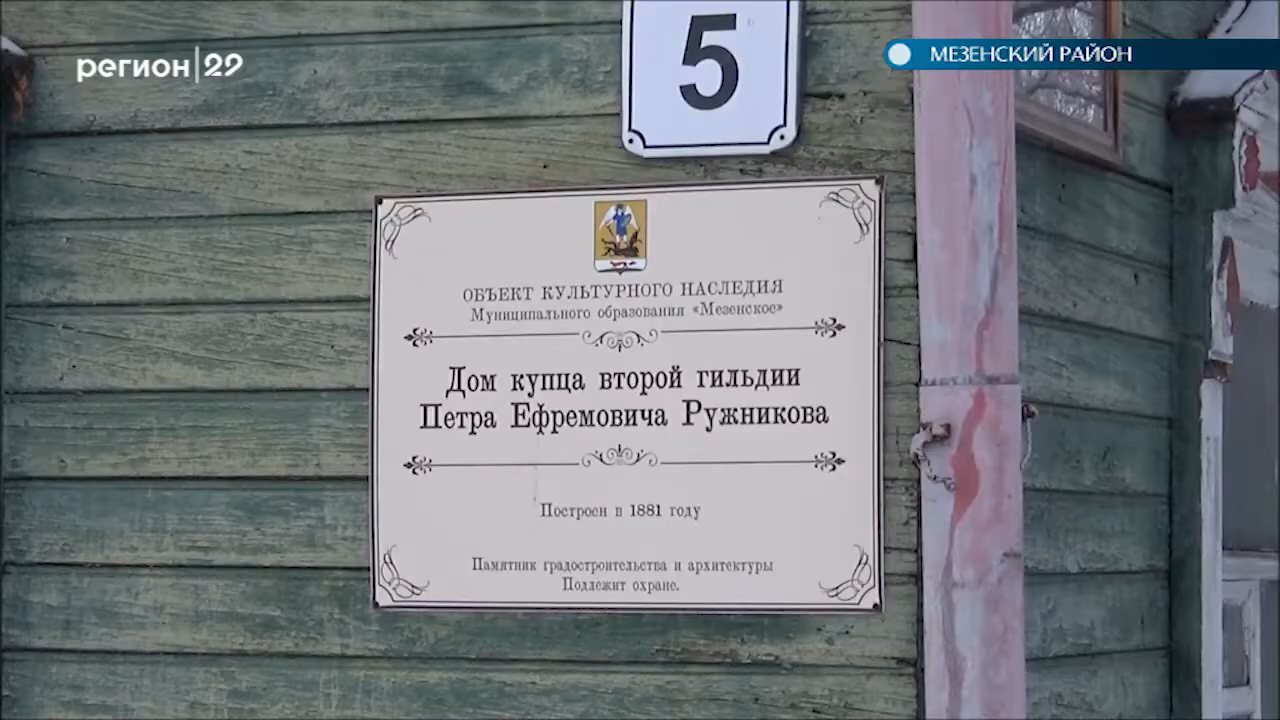 регион|29
5
МЕЗЕНСКИЙ РАЙОН
ОБЪЕКТ КУЛЬТУРНОГО НАСЛЕДИЯ
Муниципального образования «Мезенское»
Дом купца второй гильдии
Петра Ефремовича Ружникова
Построен в 1881 году
Памятник градостроительства и архитектуры
Подлежит охране.